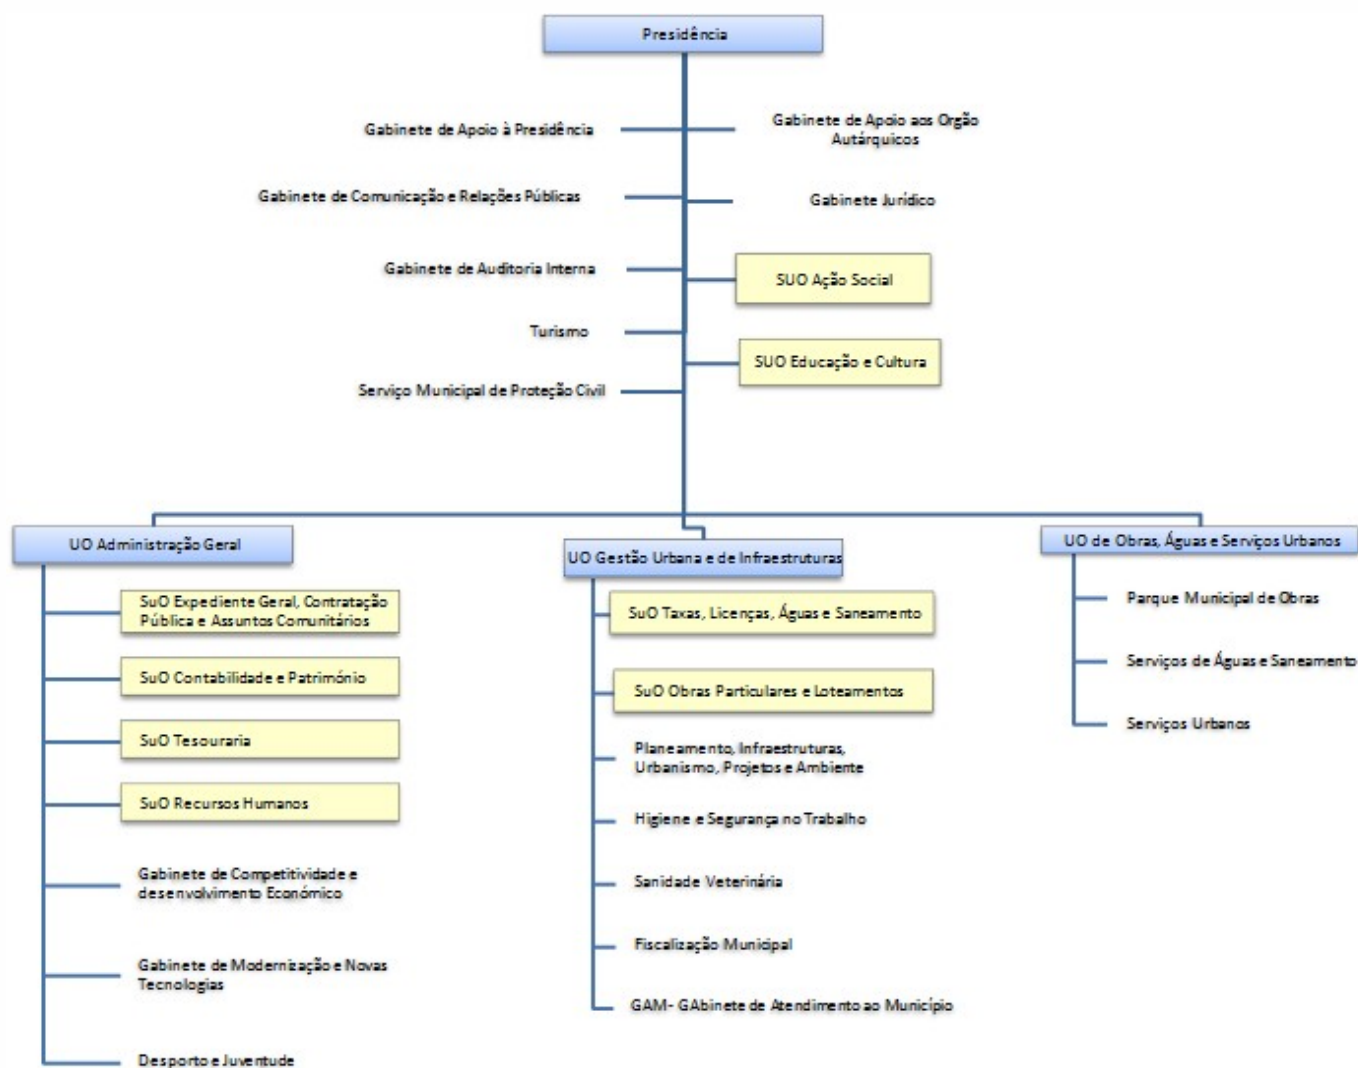 Presidência
Gabinete de Apoio à Presidência
Gabinete de Apoio aos Orgão
Autárquicos
Gabinete de Comunicação e Relações Públicas
Gabinete Jurídico
Gabinete de Auditoria Interna
SUO Ação Social
Turismo
SUO Educação e Cultura
Serviço Municipal de Proteção Civil
UO Administração Geral
SuO Expediente Geral, Contratação
Pública e Assuntos Comunitários
SuO Contabilidade e Património
SuO Tesouraria
SuO Recursos Humanos
Gabinete de Competitividade e
desenvolvimento Económico
Gabinete de Modernização e Novas
Tecnologias
Desporto e Juventude
UO Gestão Urbana e de Infraestruturas
SuO Taxas, Licenças, Águas e Saneamento
SuO Obras Particulares e Loteamentos
Planeamento, Infraestruturas,
Urbanismo, Projetos e Ambiente
Higiene e Segurança no Trabalho
Sanidade Veterinária
Fiscalização Municipal
GAM- GAbinete de Atendimento ao Município
UO de Obras, Águas e Serviços Urbanos
Parque Municipal de Obras
Serviços de Águas e Saneamento
Serviços Urbanos